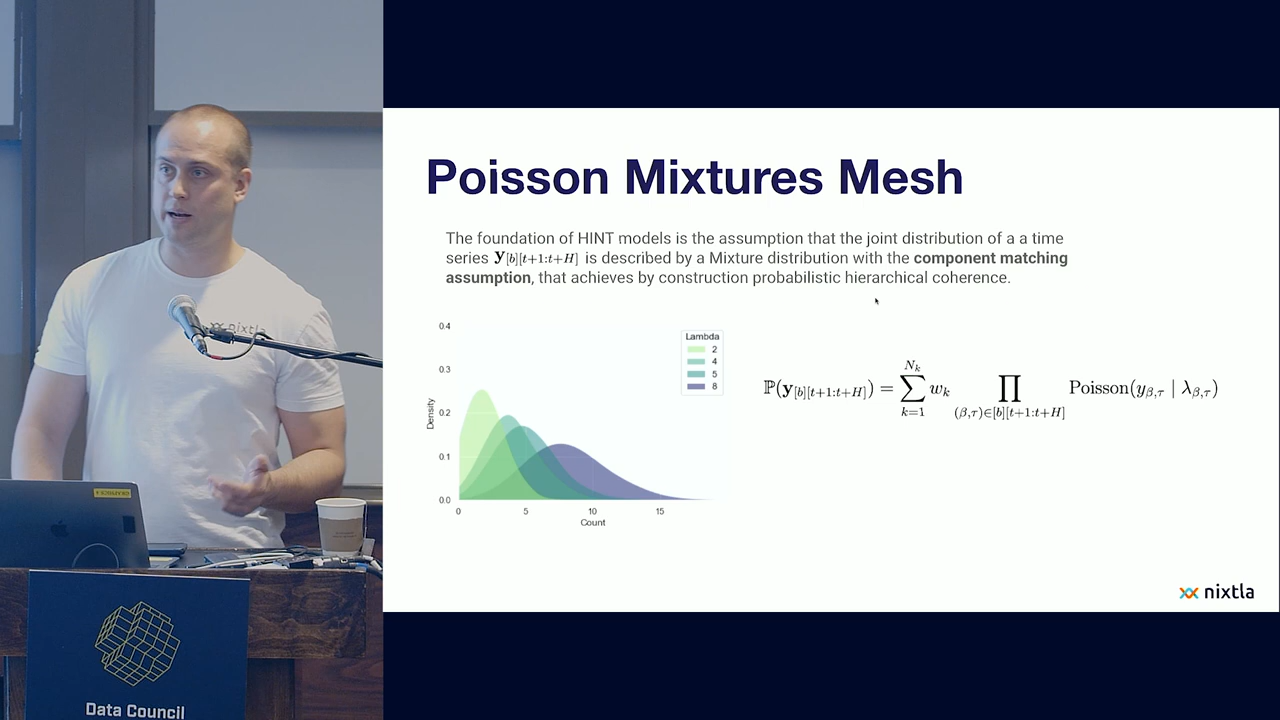 Poisson Mixtures Mesh
The foundation of HINT models is the assumption that the joint distribution of a a time
series y[b][t+1:t+H] is described by a Mixture distribution with the component matching
assumption, that achieves by construction probabilistic hierarchical coherence.
0.4
0.3
0.2
0.1
0.0
Density
0 5 10 15
Count
Lambda
2
4
5
8
ℙ(y[b][t+1:t+H]) = ∑_{k=1}^{N_k} w_k ∏_{(β,τ)∈[b][t+1:t+H]} Poisson(y_{β,τ} | λ_{β,τ})
nixtla
nixtla
Data Council